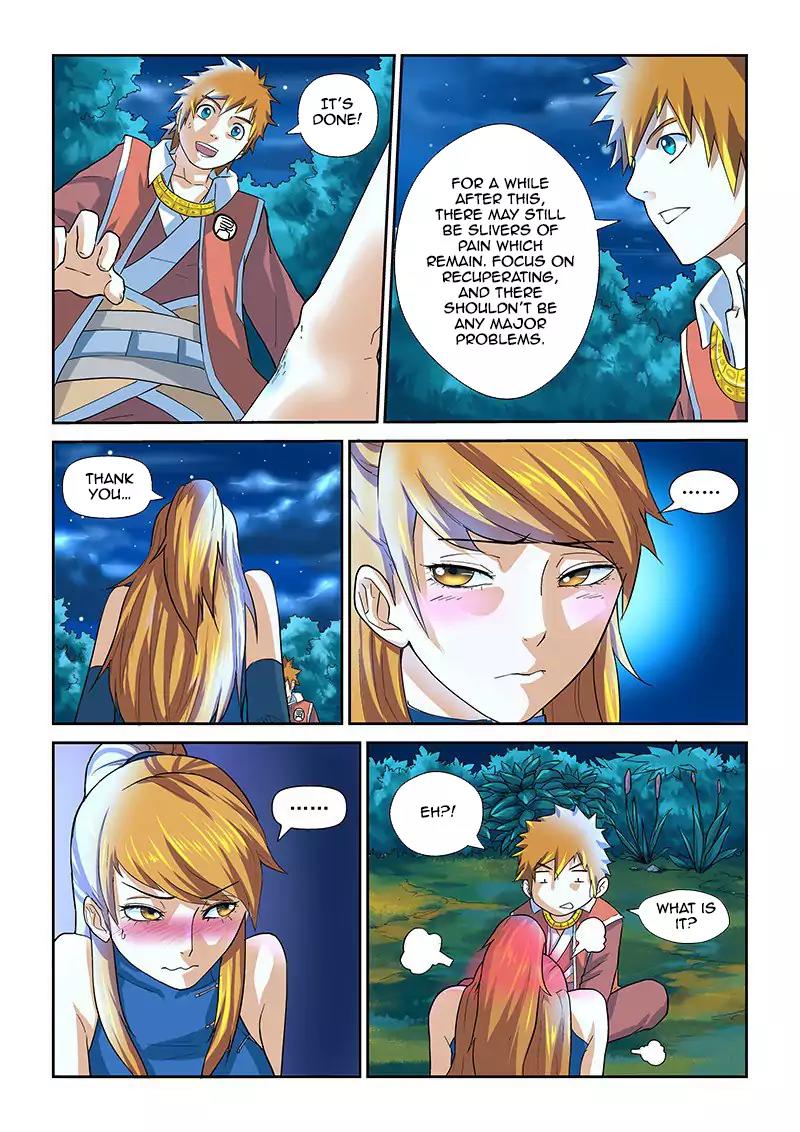 IT'S
DONE!
FOR A WHILE
AFTER THIS,
THERE MAY STILL
BE SLIVERS OF
PAIN WHICH
REMAIN. FOCUS ON
RECUPERATING,
AND THERE
SHOULDN'T BE
ANY MAJOR
PROBLEMS.
THANK
YOU...
......
......
EH?!
WHAT IS
IT?